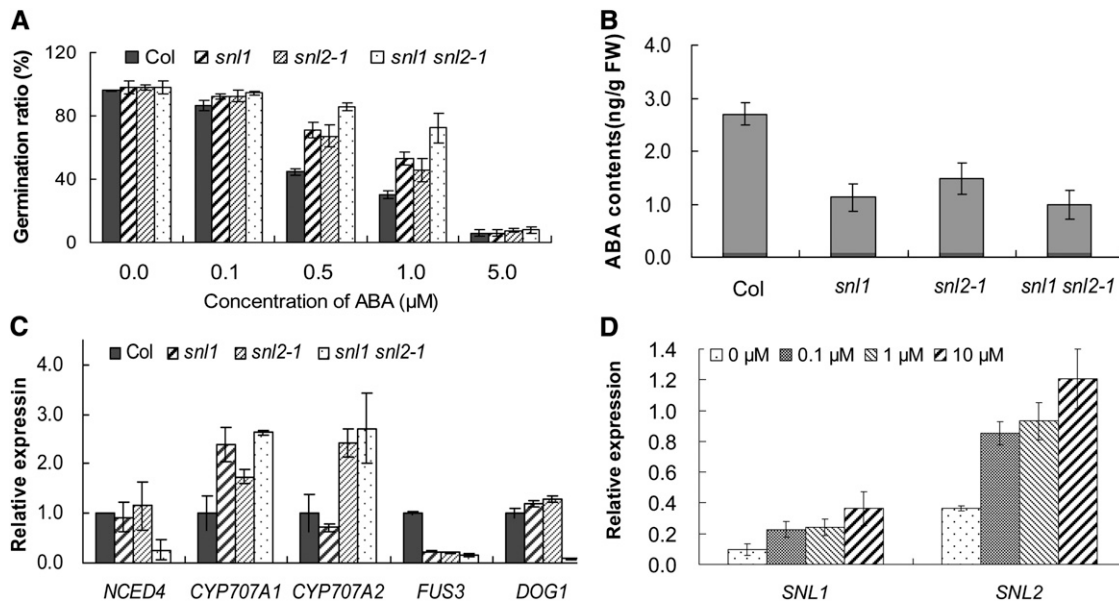 A
Germination ratio (%)
120
80
40
0
Col snl1 snl2-1 snl1 snl2-1
0.0 0.1 0.5 1.0 5.0
Concentration of ABA (µM)
B
ABA contents(ng/g FW)
4.0
3.0
2.0
1.0
0.0
Col snl1 snl2-1 snl1 snl2-1
C
Relative expressin
4.0
3.0
2.0
1.0
0.0
Col snl1 snl2-1 snl1 snl2-1
NCED4 CYP707A1 CYP707A2 FUS3 DOG1
D
Relative expression
1.4
1.2
1.0
0.8
0.6
0.4
0.2
0.0
0 µM 0.1 µM 1 µM 10 µM
SNL1 SNL2